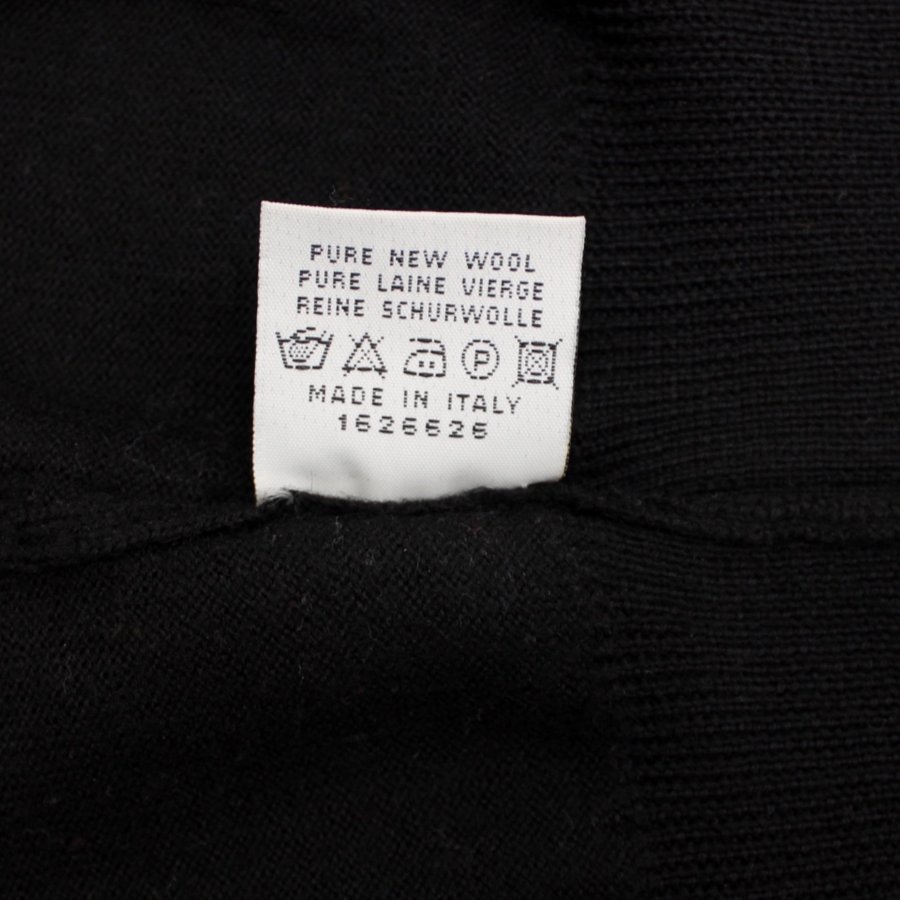 PURE NEW WOOL
PURE LAINE VIERGE
REINE SCHURWOLLE
P
MADE IN ITALY
1626626